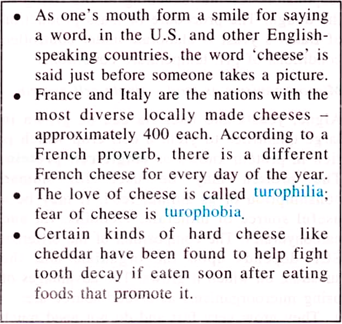 • As one's mouth form a smile for saying
a word, in the U.S. and other English-
speaking countries, the word 'cheese' is
said just before someone takes a picture.
• France and Italy are the nations with the
most diverse locally made cheeses –
approximately 400 each. According to a
French proverb, there is a different
French cheese for every day of the year.
• The love of cheese is called turophilia;
fear of cheese is turophobia.
• Certain kinds of hard cheese like
cheddar have been found to help fight
tooth decay if eaten soon after eating
foods that promote it.